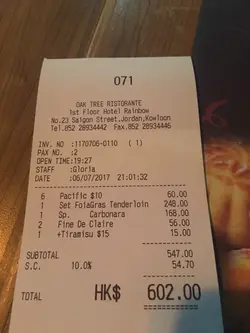 071
OAK TREE RISTORANTE
1st Floor Hotel Rainbow
No.23 Saigon Street.Jordan,Kowloon
Tel.852 28934442 Fax.852 28934446
INV. NO :1170706-0110 ( 1)
PAX NO. :2
OPEN TIME:19:27
STAFF :Gloria
DATE :06/07/2017 21:01:32
6 Pacific $10 60.00
1 Set FoiaGras Tenderloin 248.00
1 Sp. Carbonara 168.00
2 Fine De Claire 56.00
1 +Tiramisu $15 15.00
SUBTOTAL 547.00
S.C. 10.0% 54.70
TOTAL HK$ 602.00